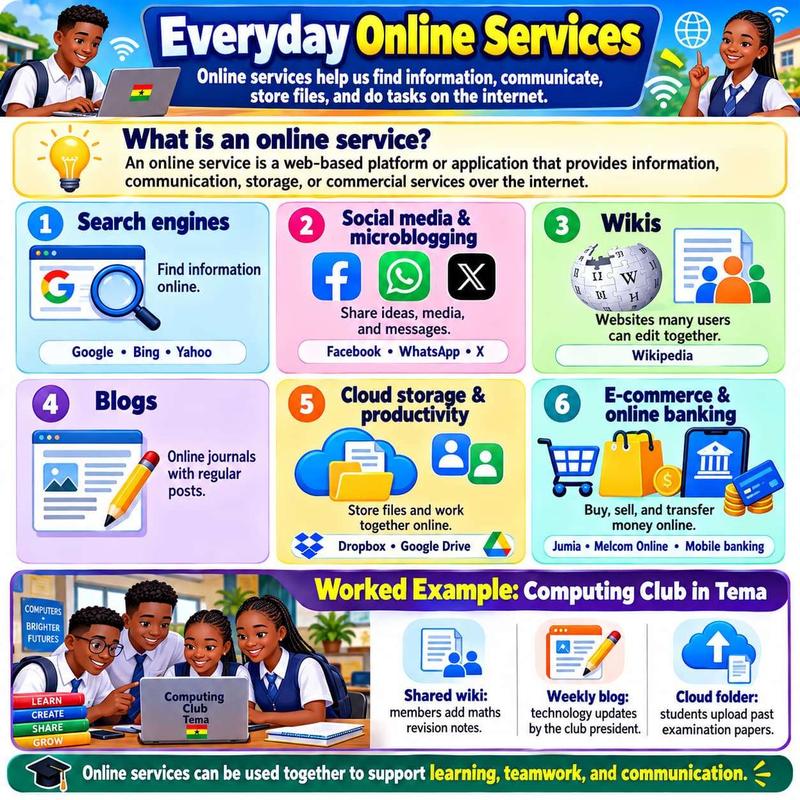 Everyday Online Services
Online services help us find information, communicate,
store files, and do tasks on the internet.
What is an online service?
An online service is a web-based platform or application that provides information,
communication, storage, or commercial services over the internet.
1 Search engines
G
Find information
online.
Google • Bing • Yahoo
2 Social media &
microblogging
f X
Share ideas, media,
and messages.
Facebook • WhatsApp • X
3 Wikis
W
Websites many users
can edit together.
Wikipedia
4 Blogs
Online journals
with regular
posts.
5 Cloud storage &
productivity
Store files and work
together online.
Dropbox • Google Drive
6 E-commerce &
online banking
Buy, sell, and transfer
money online.
Jumia • Melcom Online • Mobile banking
Worked Example: Computing Club in Tema
COMPUTERS
•
BRIGHTER
FUTURES
LEARN
CREATE
SHARE
GROW
Computing
Club
Tema
Shared wiki:
members add maths
revision notes.
Weekly blog:
technology updates
by the club president.
Cloud folder:
students upload past
examination papers.
Online services can be used together to support learning, teamwork, and communication.